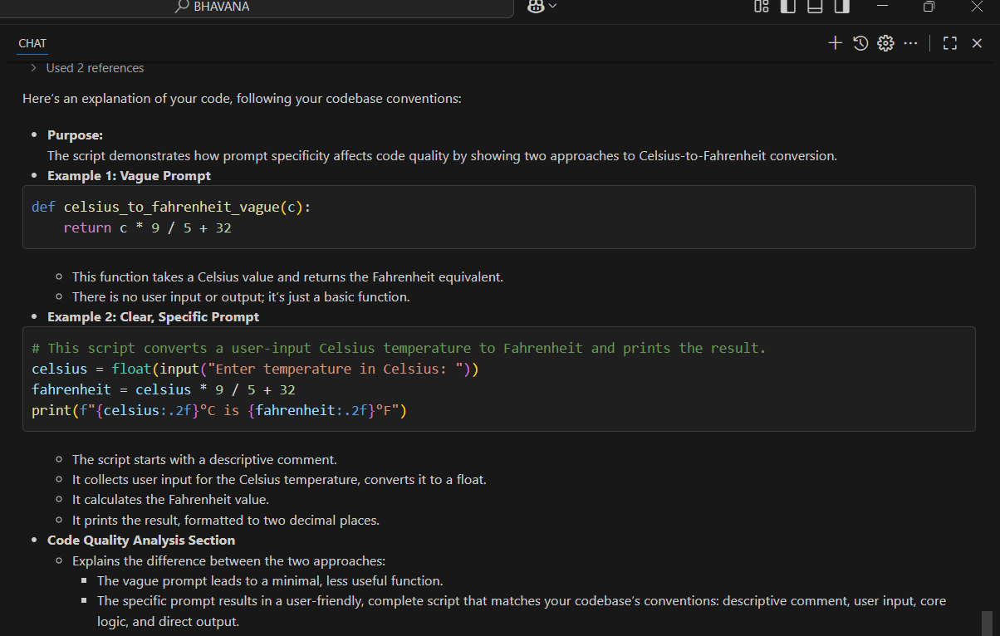 BHAVANA
CHAT
Used 2 references
Here's an explanation of your code, following your codebase conventions:
Purpose:
The script demonstrates how prompt specificity affects code quality by showing two approaches to Celsius-to-Fahrenheit conversion.
Example 1: Vague Prompt
def celsius_to_fahrenheit_vague(c):
    return c * 9 / 5 + 32
This function takes a Celsius value and returns the Fahrenheit equivalent.
There is no user input or output; it's just a basic function.
Example 2: Clear, Specific Prompt
# This script converts a user-input Celsius temperature to Fahrenheit and prints the result.
celsius = float(input("Enter temperature in Celsius: "))
fahrenheit = celsius * 9 / 5 + 32
print(f"{celsius:.2f}°C is {fahrenheit:.2f}°F")
The script starts with a descriptive comment.
It collects user input for the Celsius temperature, converts it to a float.
It calculates the Fahrenheit value.
It prints the result, formatted to two decimal places.
Code Quality Analysis Section
Explains the difference between the two approaches:
The vague prompt leads to a minimal, less useful function.
The specific prompt results in a user-friendly, complete script that matches your codebase's conventions: descriptive comment, user input, core
logic, and direct output.